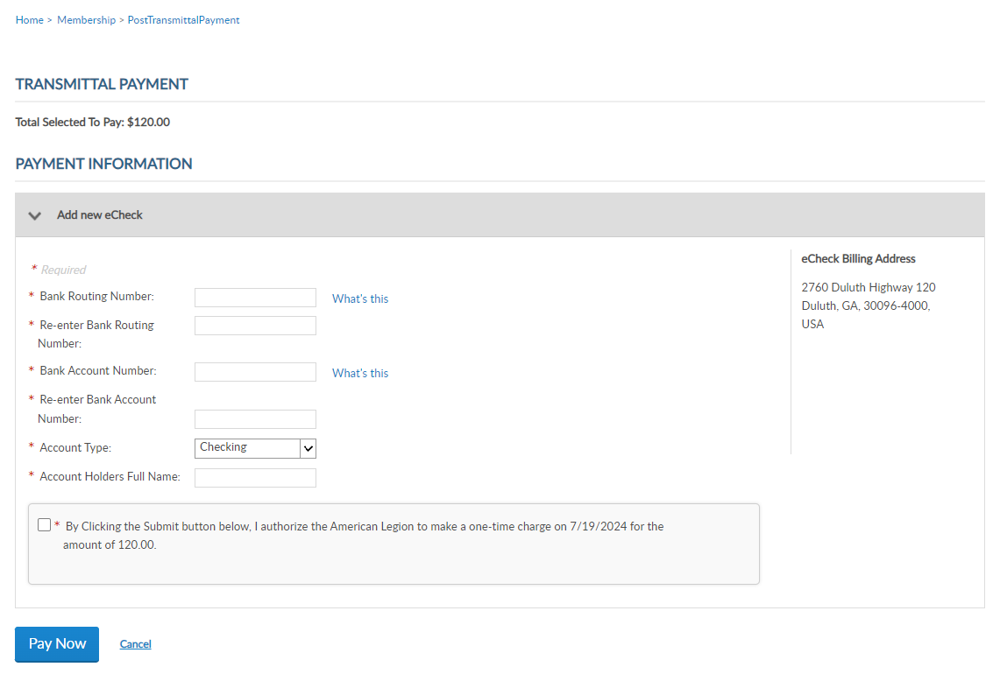 Home > Membership > PostTransmittalPayment
TRANSMITTAL PAYMENT
Total Selected To Pay: $120.00
PAYMENT INFORMATION
Add new eCheck
* Required
* Bank Routing Number:
What's this
* Re-enter Bank Routing
Number:
* Bank Account Number:
What's this
* Re-enter Bank Account
Number:
* Account Type:
Checking
* Account Holders Full Name:
eCheck Billing Address
2760 Duluth Highway 120
Duluth, GA, 30096-4000,
USA
* By Clicking the Submit button below, I authorize the American Legion to make a one-time charge on 7/19/2024 for the
amount of 120.00.
Pay Now
Cancel